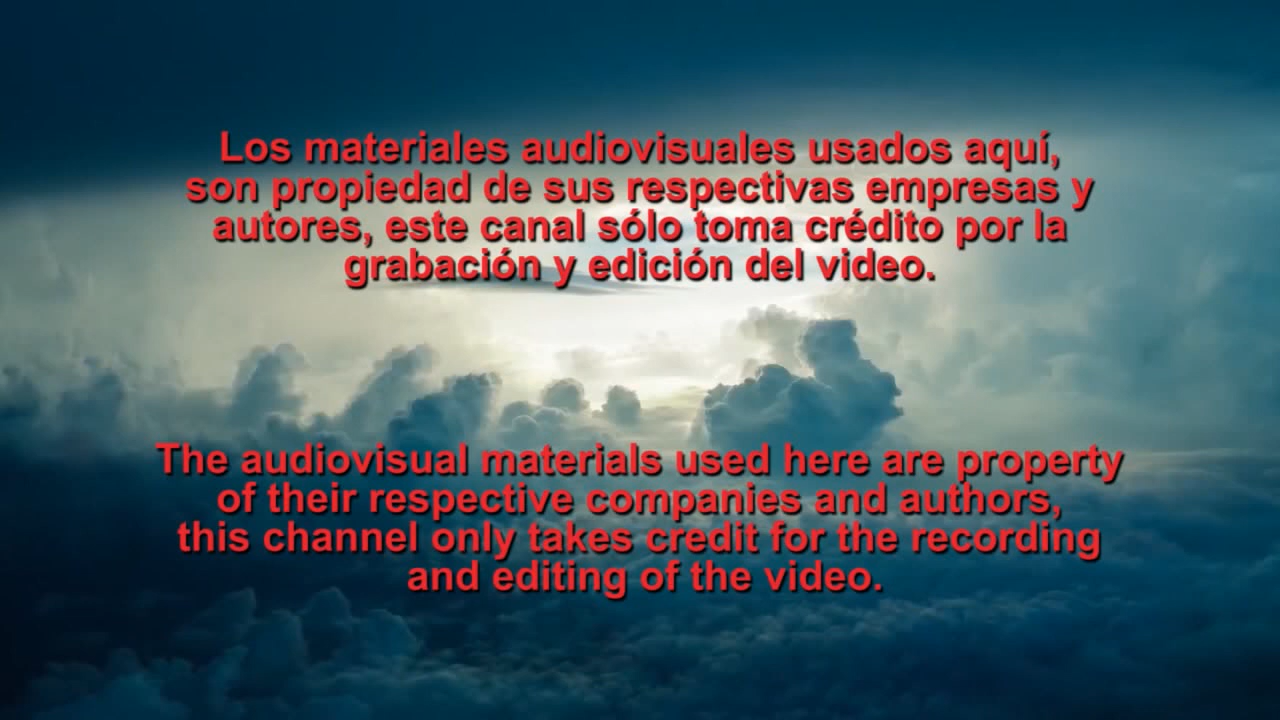 Los materiales audiovisuales usados aquí,
son propiedad de sus respectivas empresas y
autores, este canal sólo toma crédito por la
grabación y edición del video.
The audiovisual materials used here are property
of their respective companies and authors,
this channel only takes credit for the recording
and editing of the video.